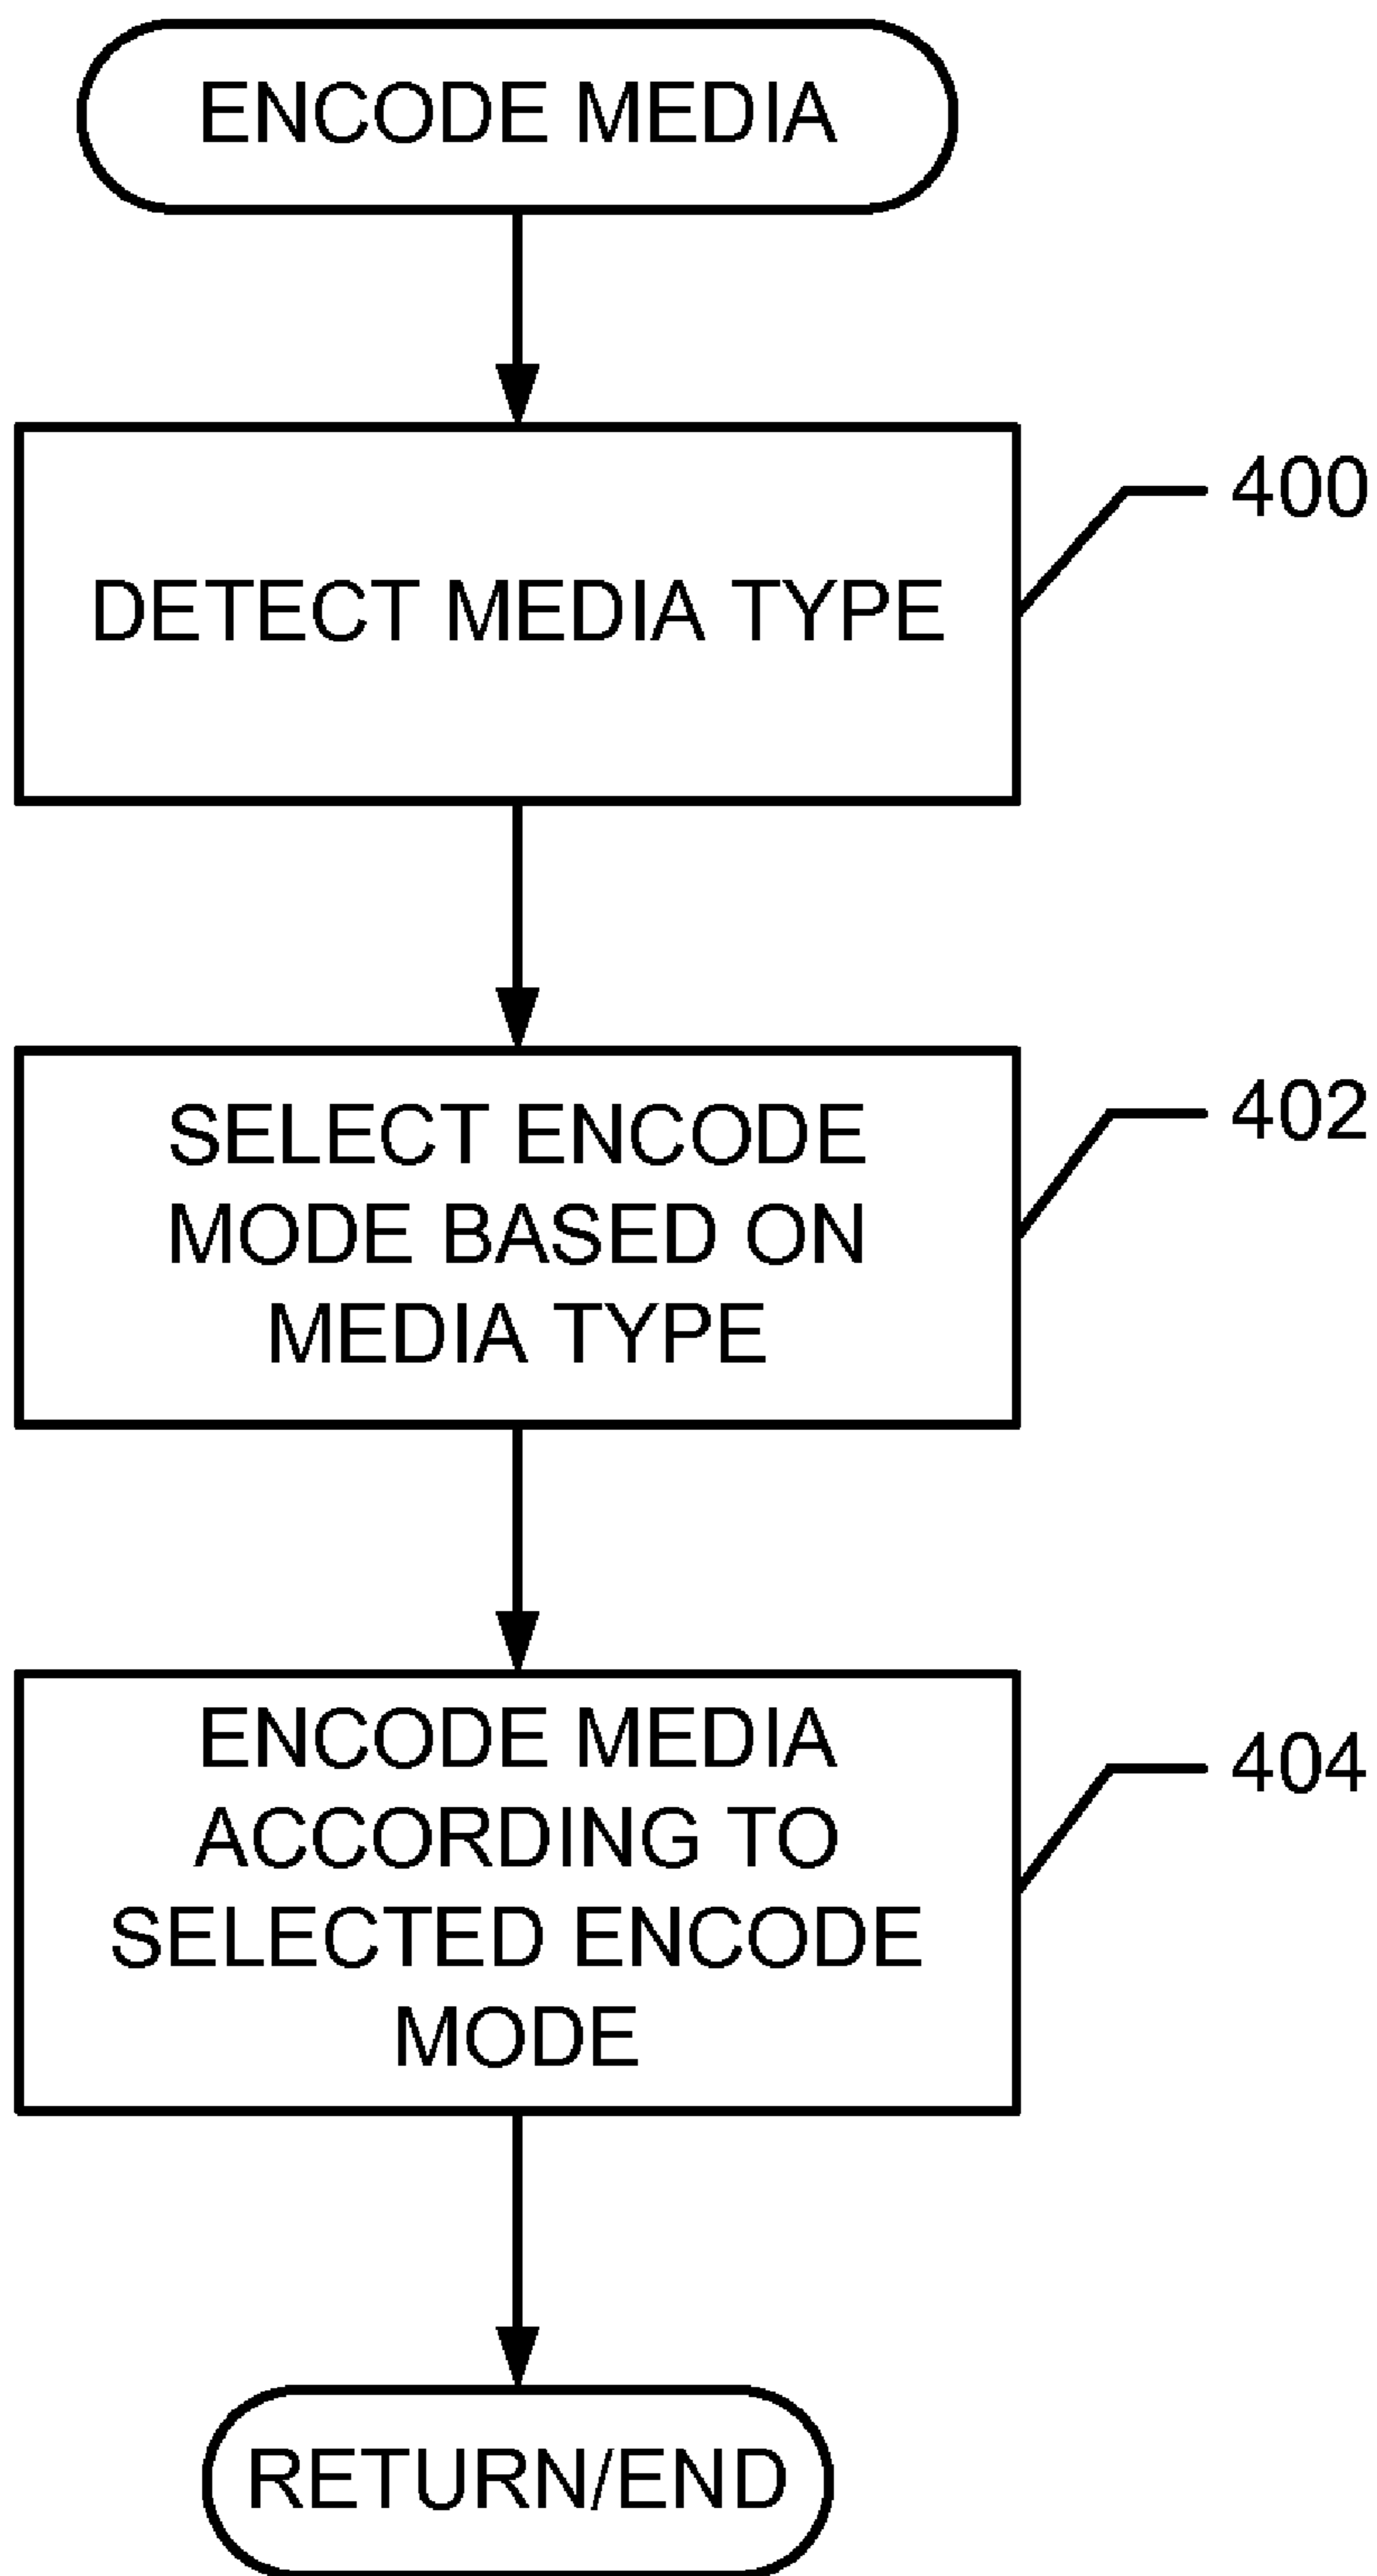 ENCODE MEDIA
DETECT MEDIA TYPE
400
SELECT ENCODE
MODE BASED ON
MEDIA TYPE
402
ENCODE MEDIA
ACCORDING TO
SELECTED ENCODE
MODE
404
RETURN/END